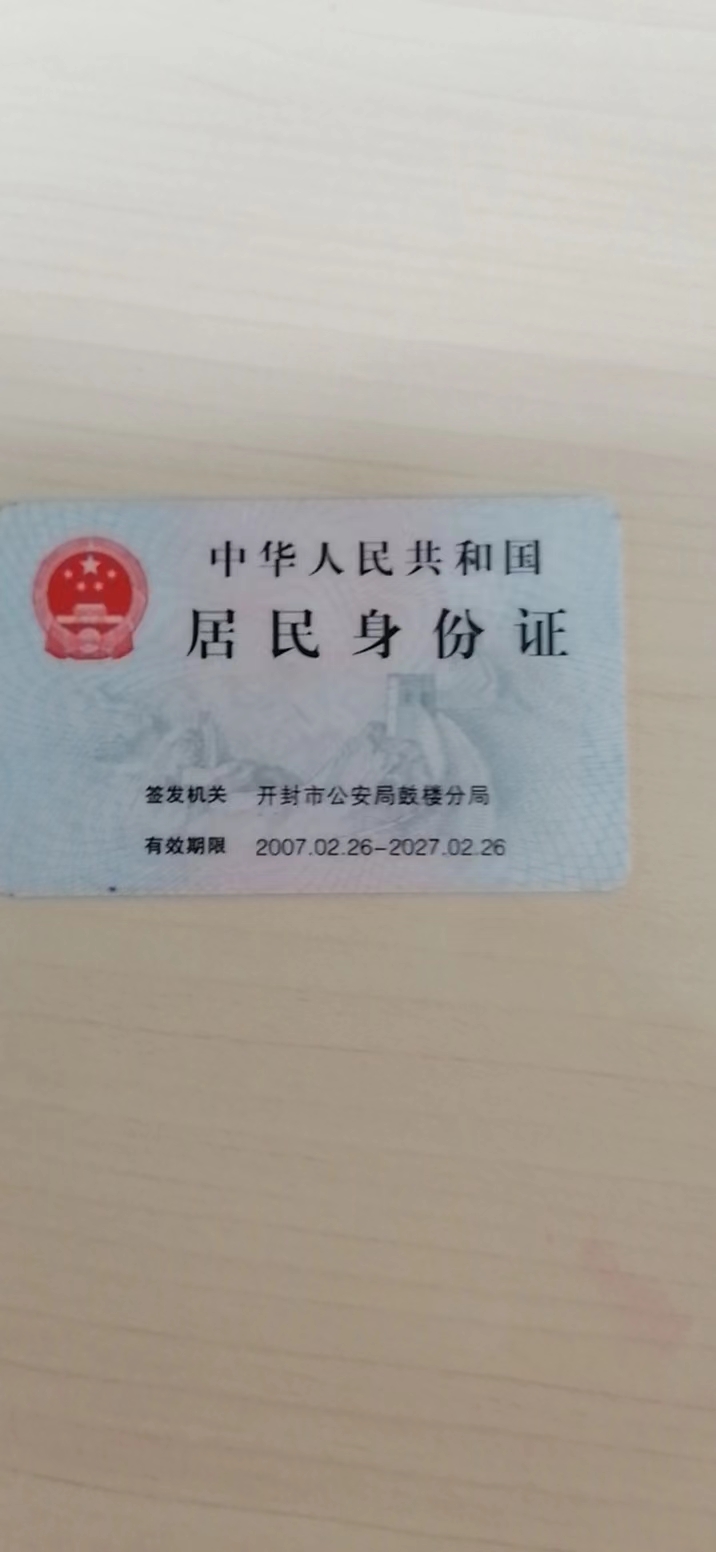 中华人民共和国
居民身份证
签发机关 开封市公安局鼓楼分局
有效期限 2007.02.26-2027.02.26